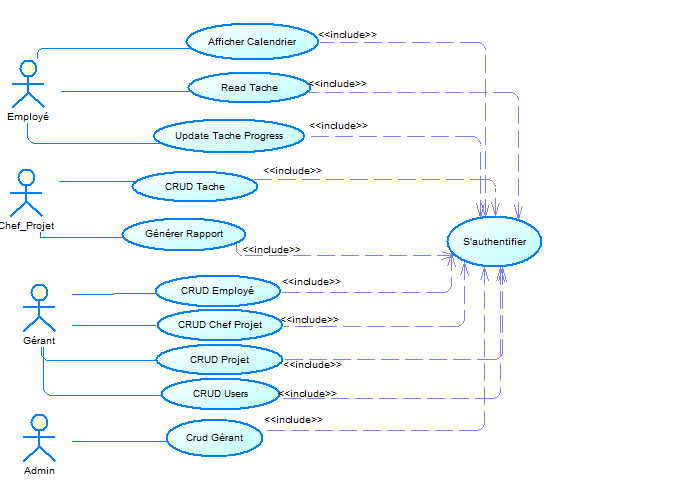 Afficher Calendrier
<<include>>
Employé
Read Tache
<<include>>
Update Tache Progress
<<include>>
Chef_Projet
CRUD Tache
<<include>>
Générer Rapport
<<include>>
S'authentifier
Gérant
CRUD Employé
<<include>>
CRUD Chef Projet
<<include>>
CRUD Projet
<<include>>
CRUD Users
<<include>>
Admin
Crud Gérant
<<include>>